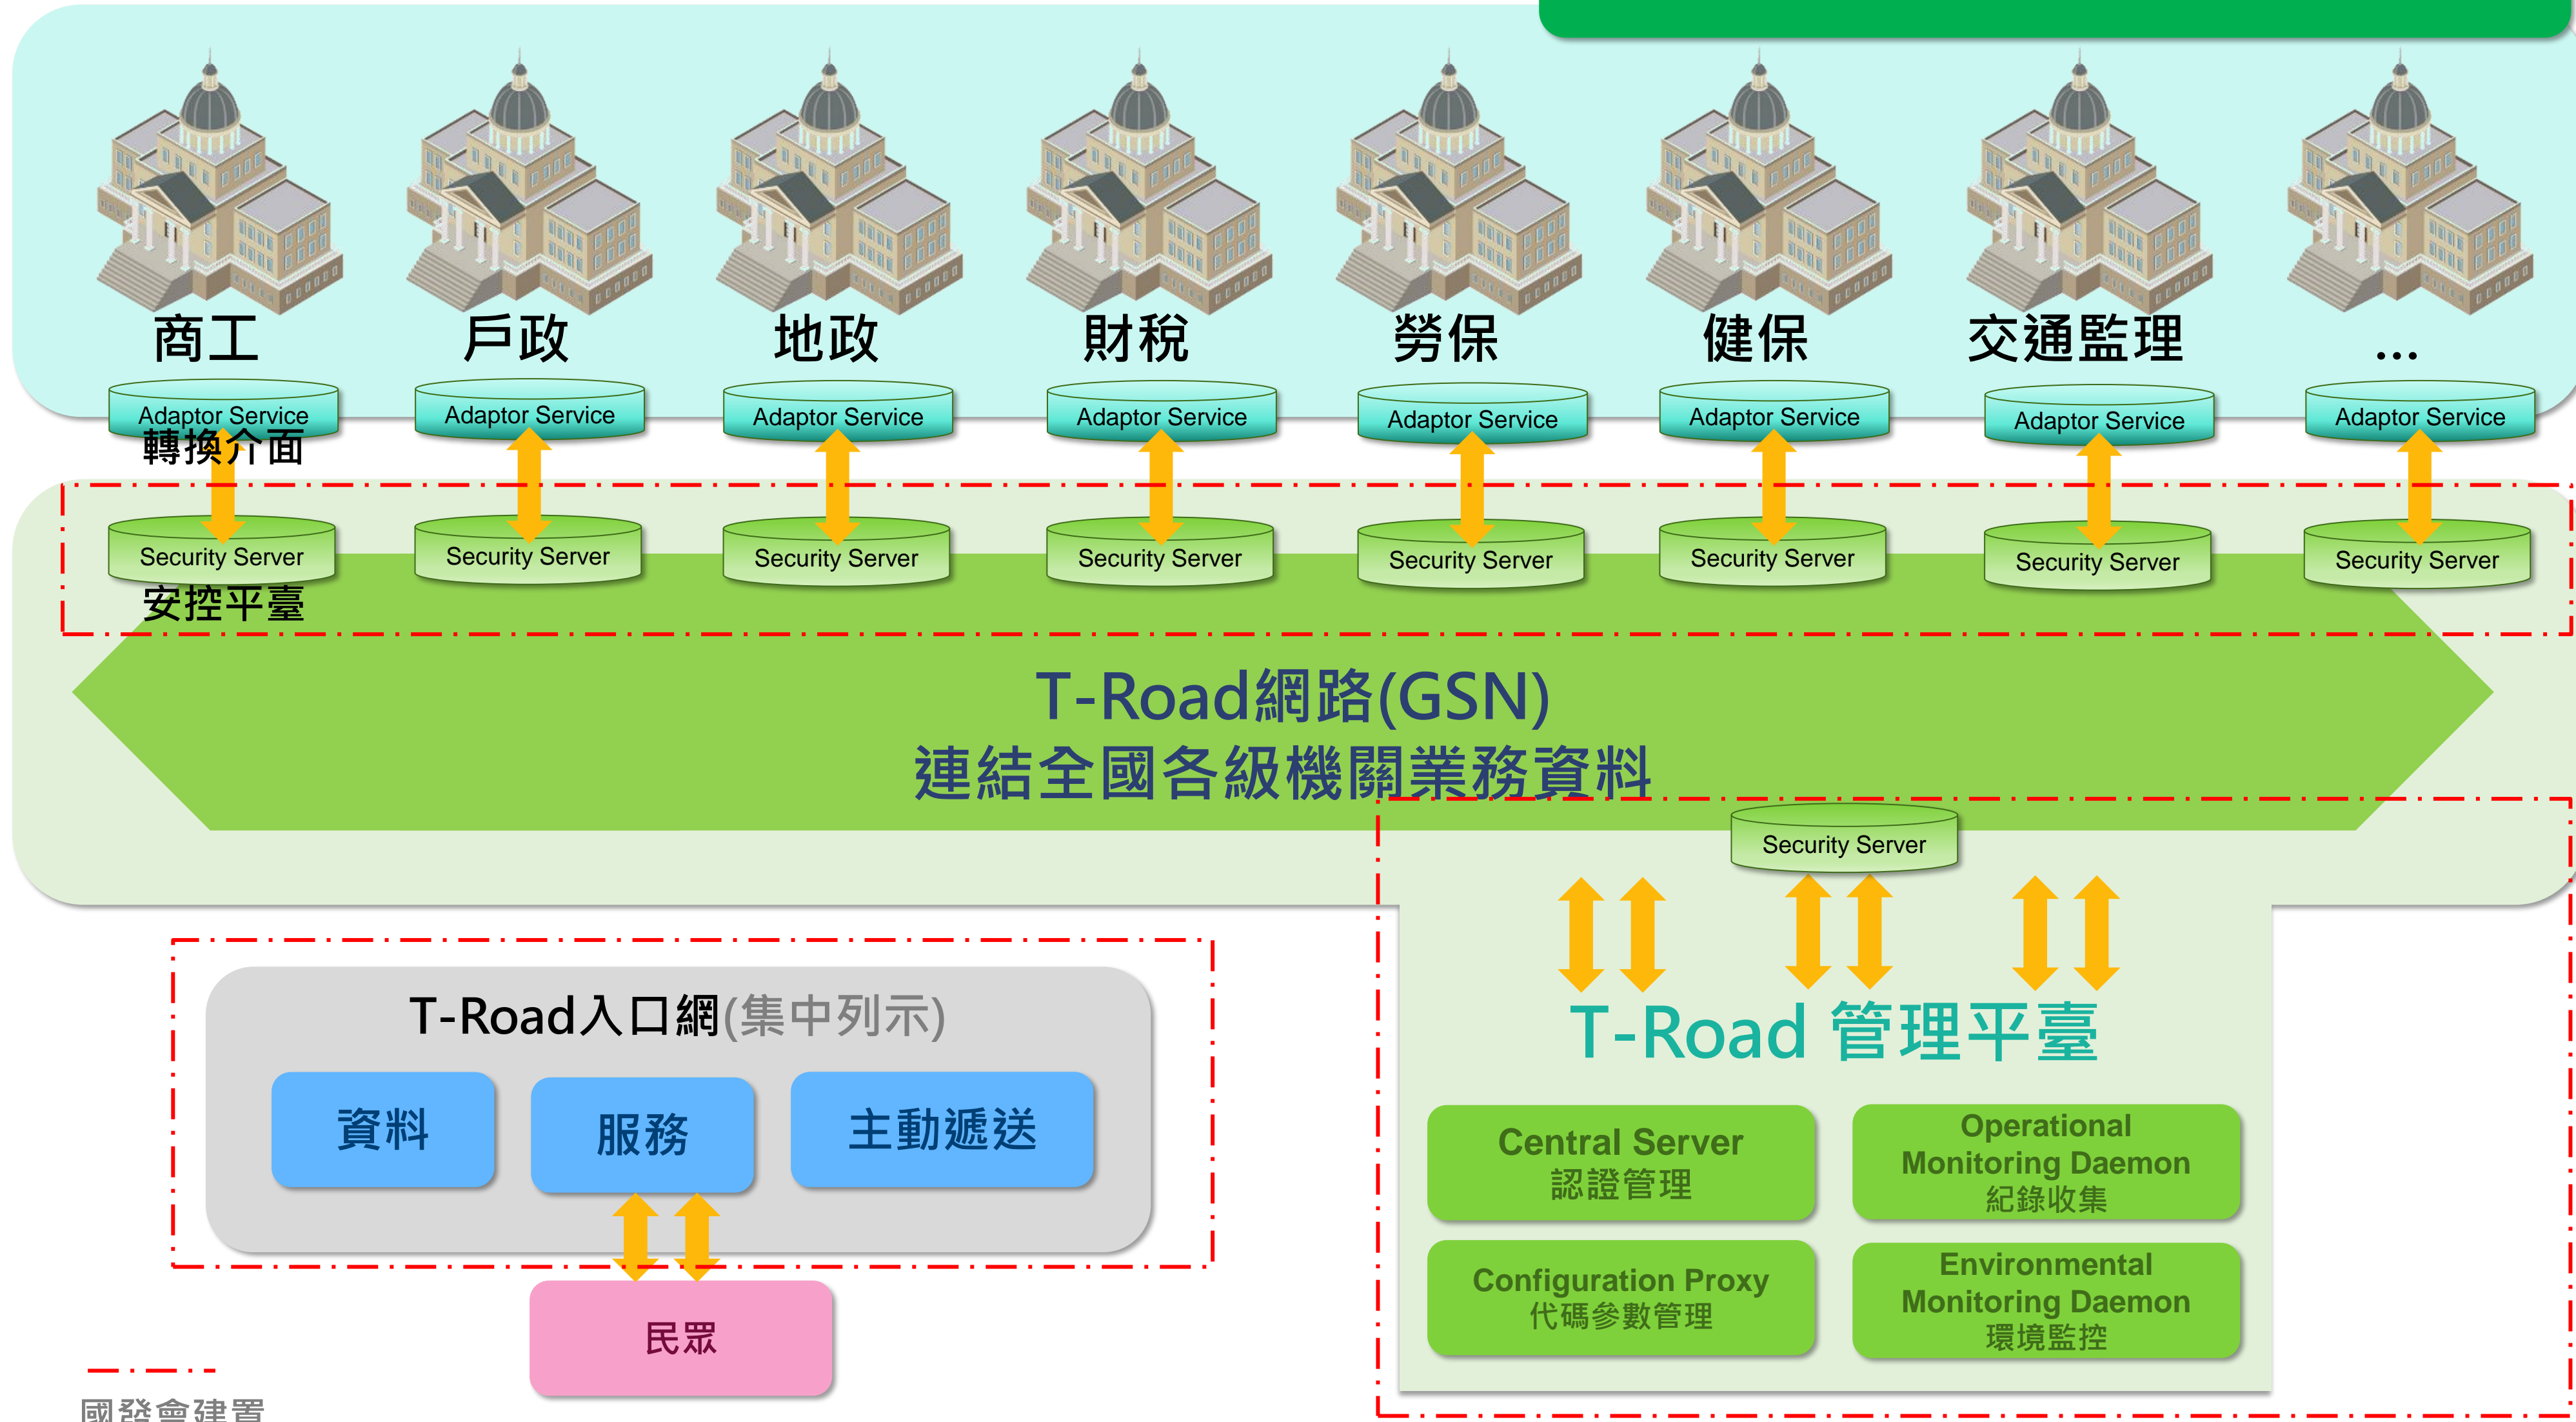 商工
戶政
地政
財稅
勞保
健保
交通監理
...
Adaptor Service
Adaptor Service
Adaptor Service
Adaptor Service
Adaptor Service
Adaptor Service
Adaptor Service
Adaptor Service
轉換介面
Security Server
Security Server
Security Server
Security Server
Security Server
Security Server
Security Server
Security Server
安控平臺
T-Road網路(GSN)
連結全國各級機關業務資料
Security Server
T-Road入口網(集中列示)
資料
服務
主動遞送
民眾
T-Road 管理平臺
Central Server
認證管理
Operational
Monitoring Daemon
紀錄收集
Configuration Proxy
代碼參數管理
Environmental
Monitoring Daemon
環境監控
國發會建置